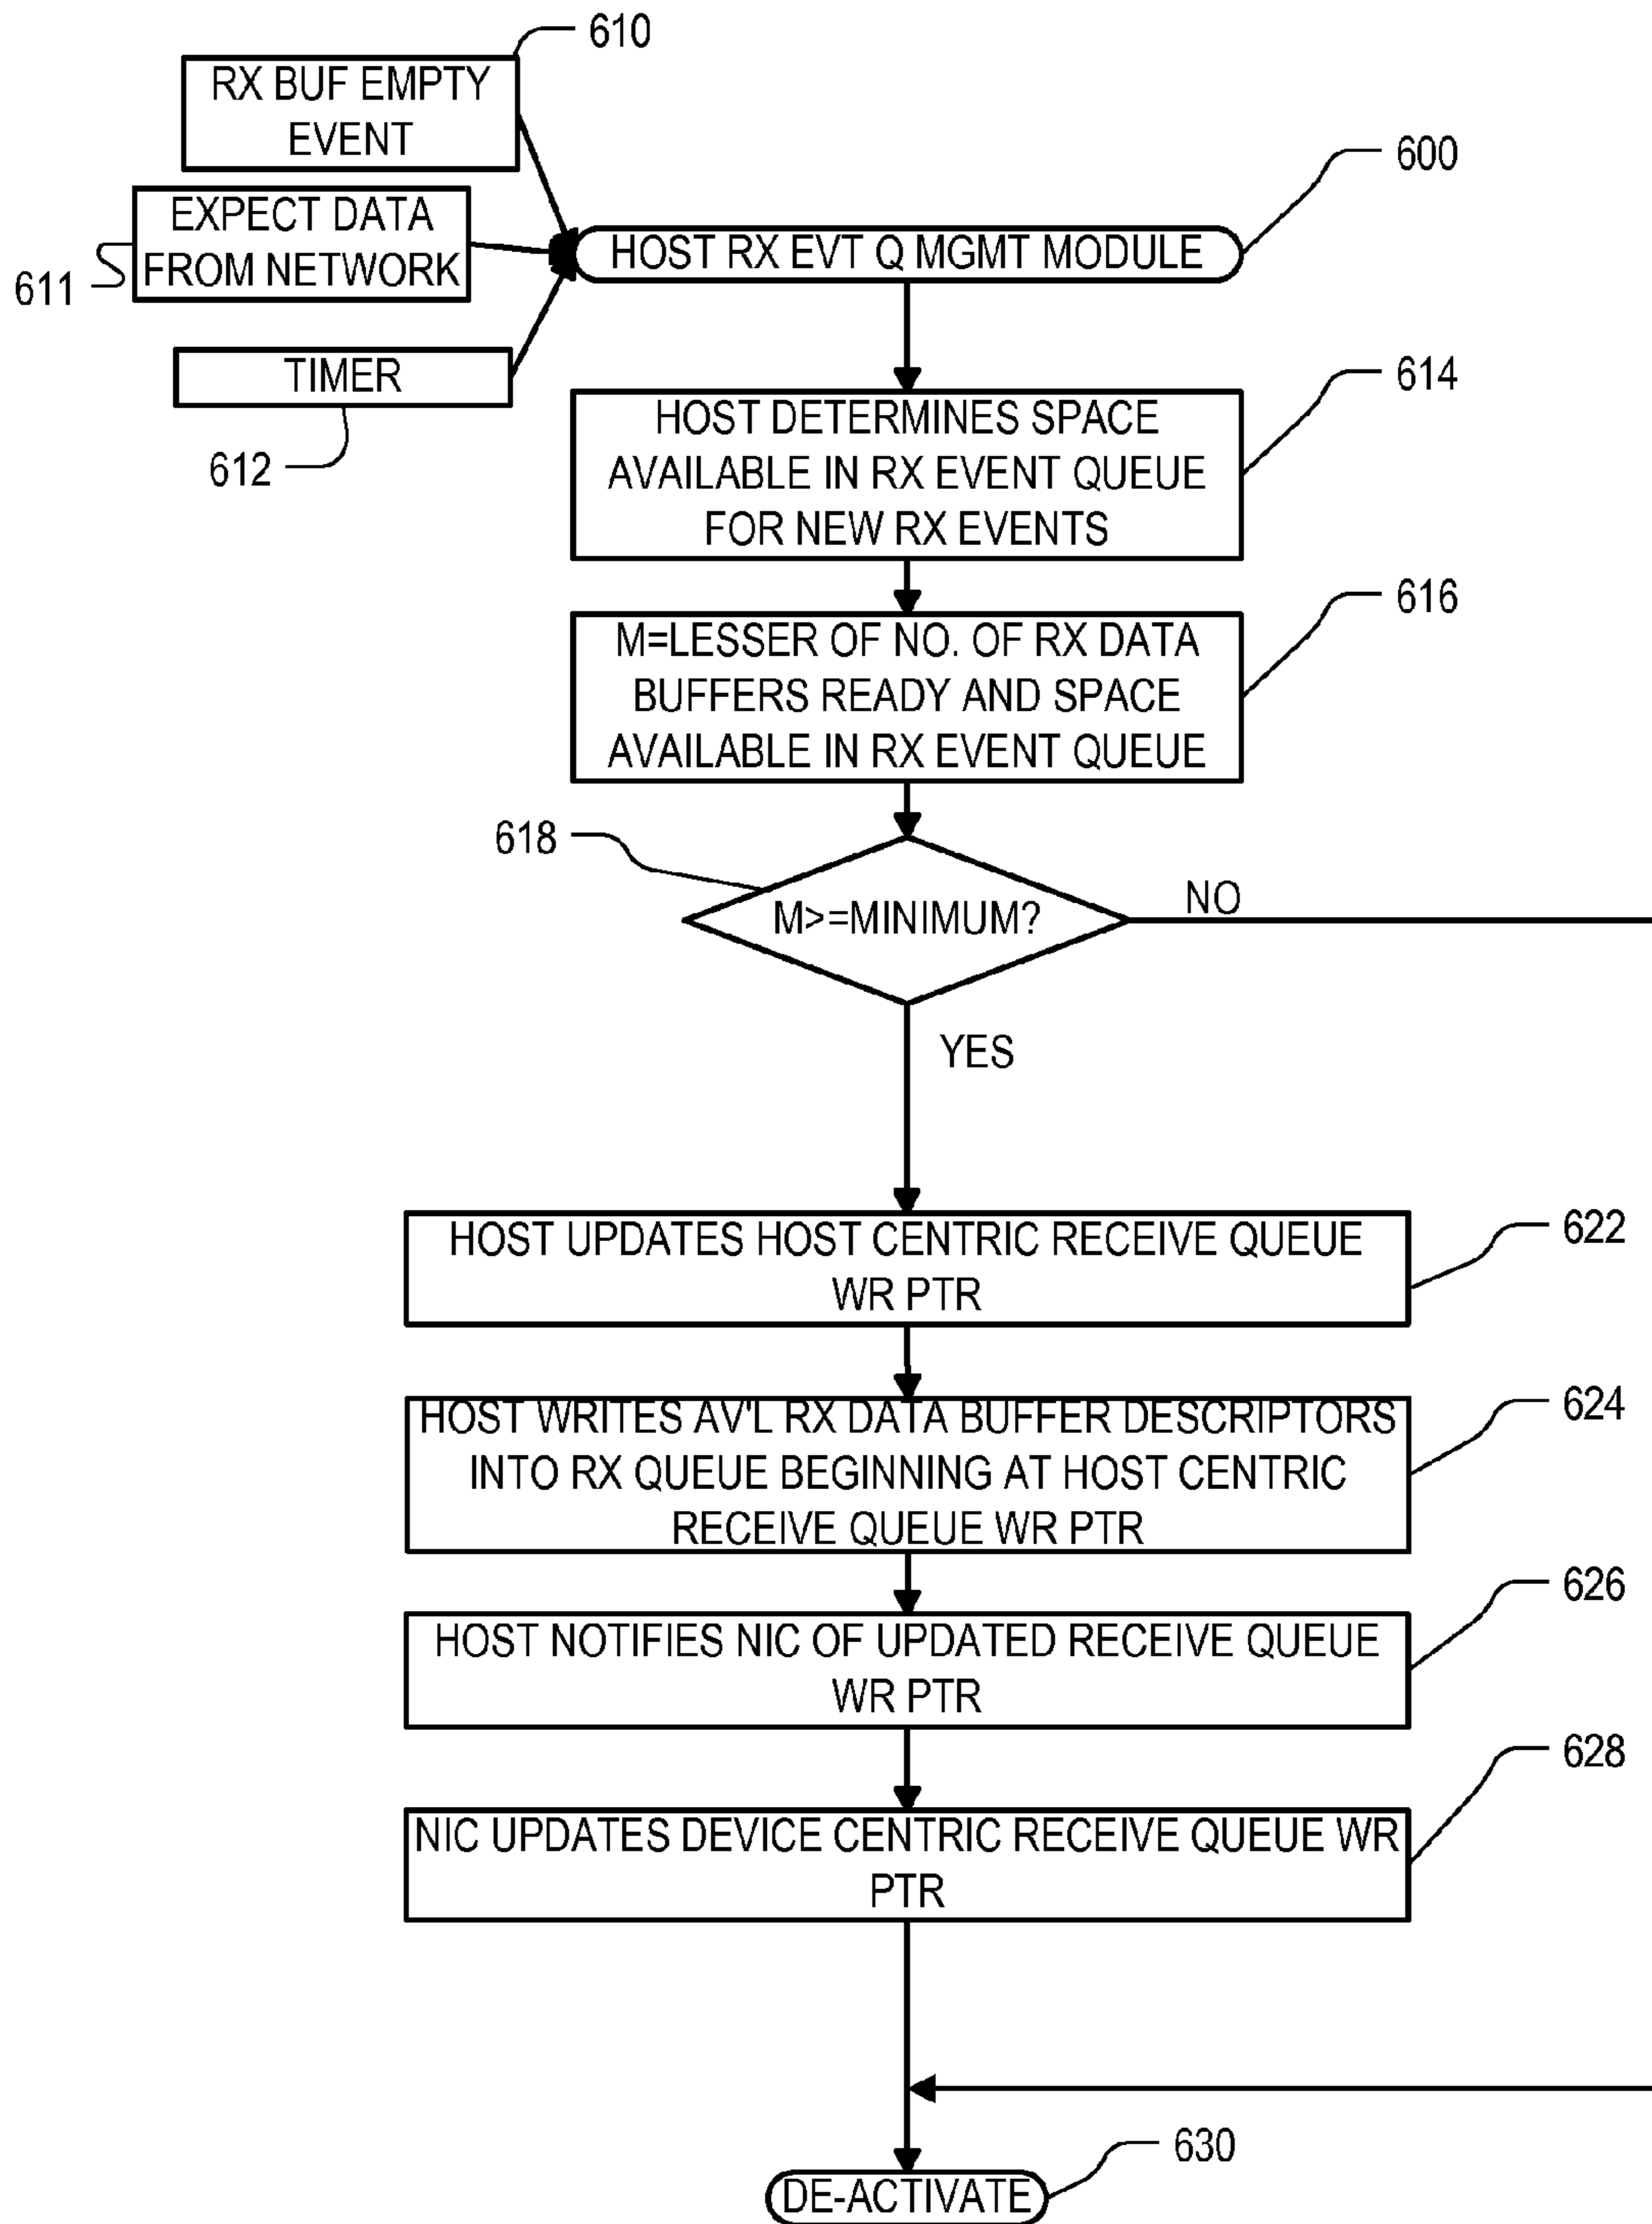 610
RX BUF EMPTY
EVENT
600
EXPECT DATA
FROM NETWORK
611
HOST RX EVT Q MGMT MODULE
TIMER
612
614
HOST DETERMINES SPACE
AVAILABLE IN RX EVENT QUEUE
FOR NEW RX EVENTS
616
M=LESSER OF NO. OF RX DATA
BUFFERS READY AND SPACE
AVAILABLE IN RX EVENT QUEUE
618
M>=MINIMUM?
NO
YES
622
HOST UPDATES HOST CENTRIC RECEIVE QUEUE
WR PTR
624
HOST WRITES AV'L RX DATA BUFFER DESCRIPTORS
INTO RX QUEUE BEGINNING AT HOST CENTRIC
RECEIVE QUEUE WR PTR
626
HOST NOTIFIES NIC OF UPDATED RECEIVE QUEUE
WR PTR
628
NIC UPDATES DEVICE CENTRIC RECEIVE QUEUE WR
PTR
630
DE-ACTIVATE